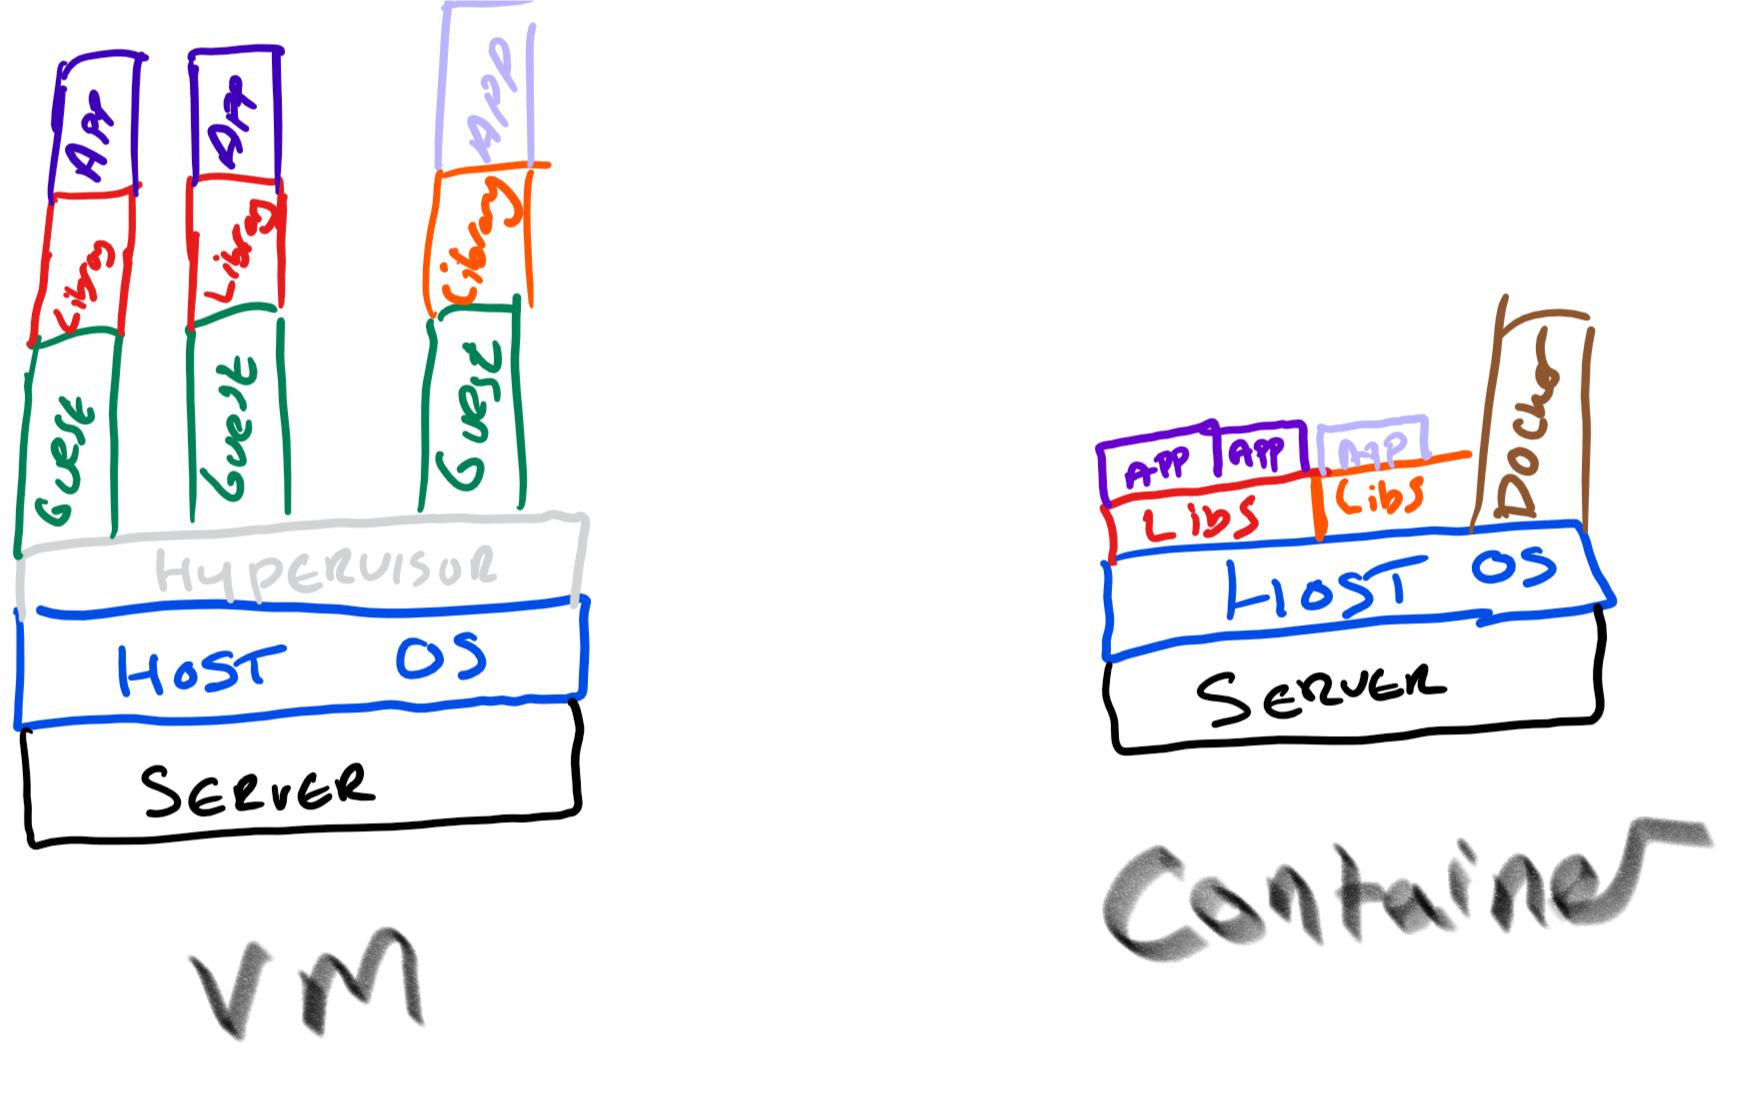 App
Library
Guest
App
Library
Guest
App
Library
Guest
HYPERVISOR
HOST OS
SERVER
VM
APP
APP
APP
Libs
Libs
Docker
HOST OS
SERVER
Container